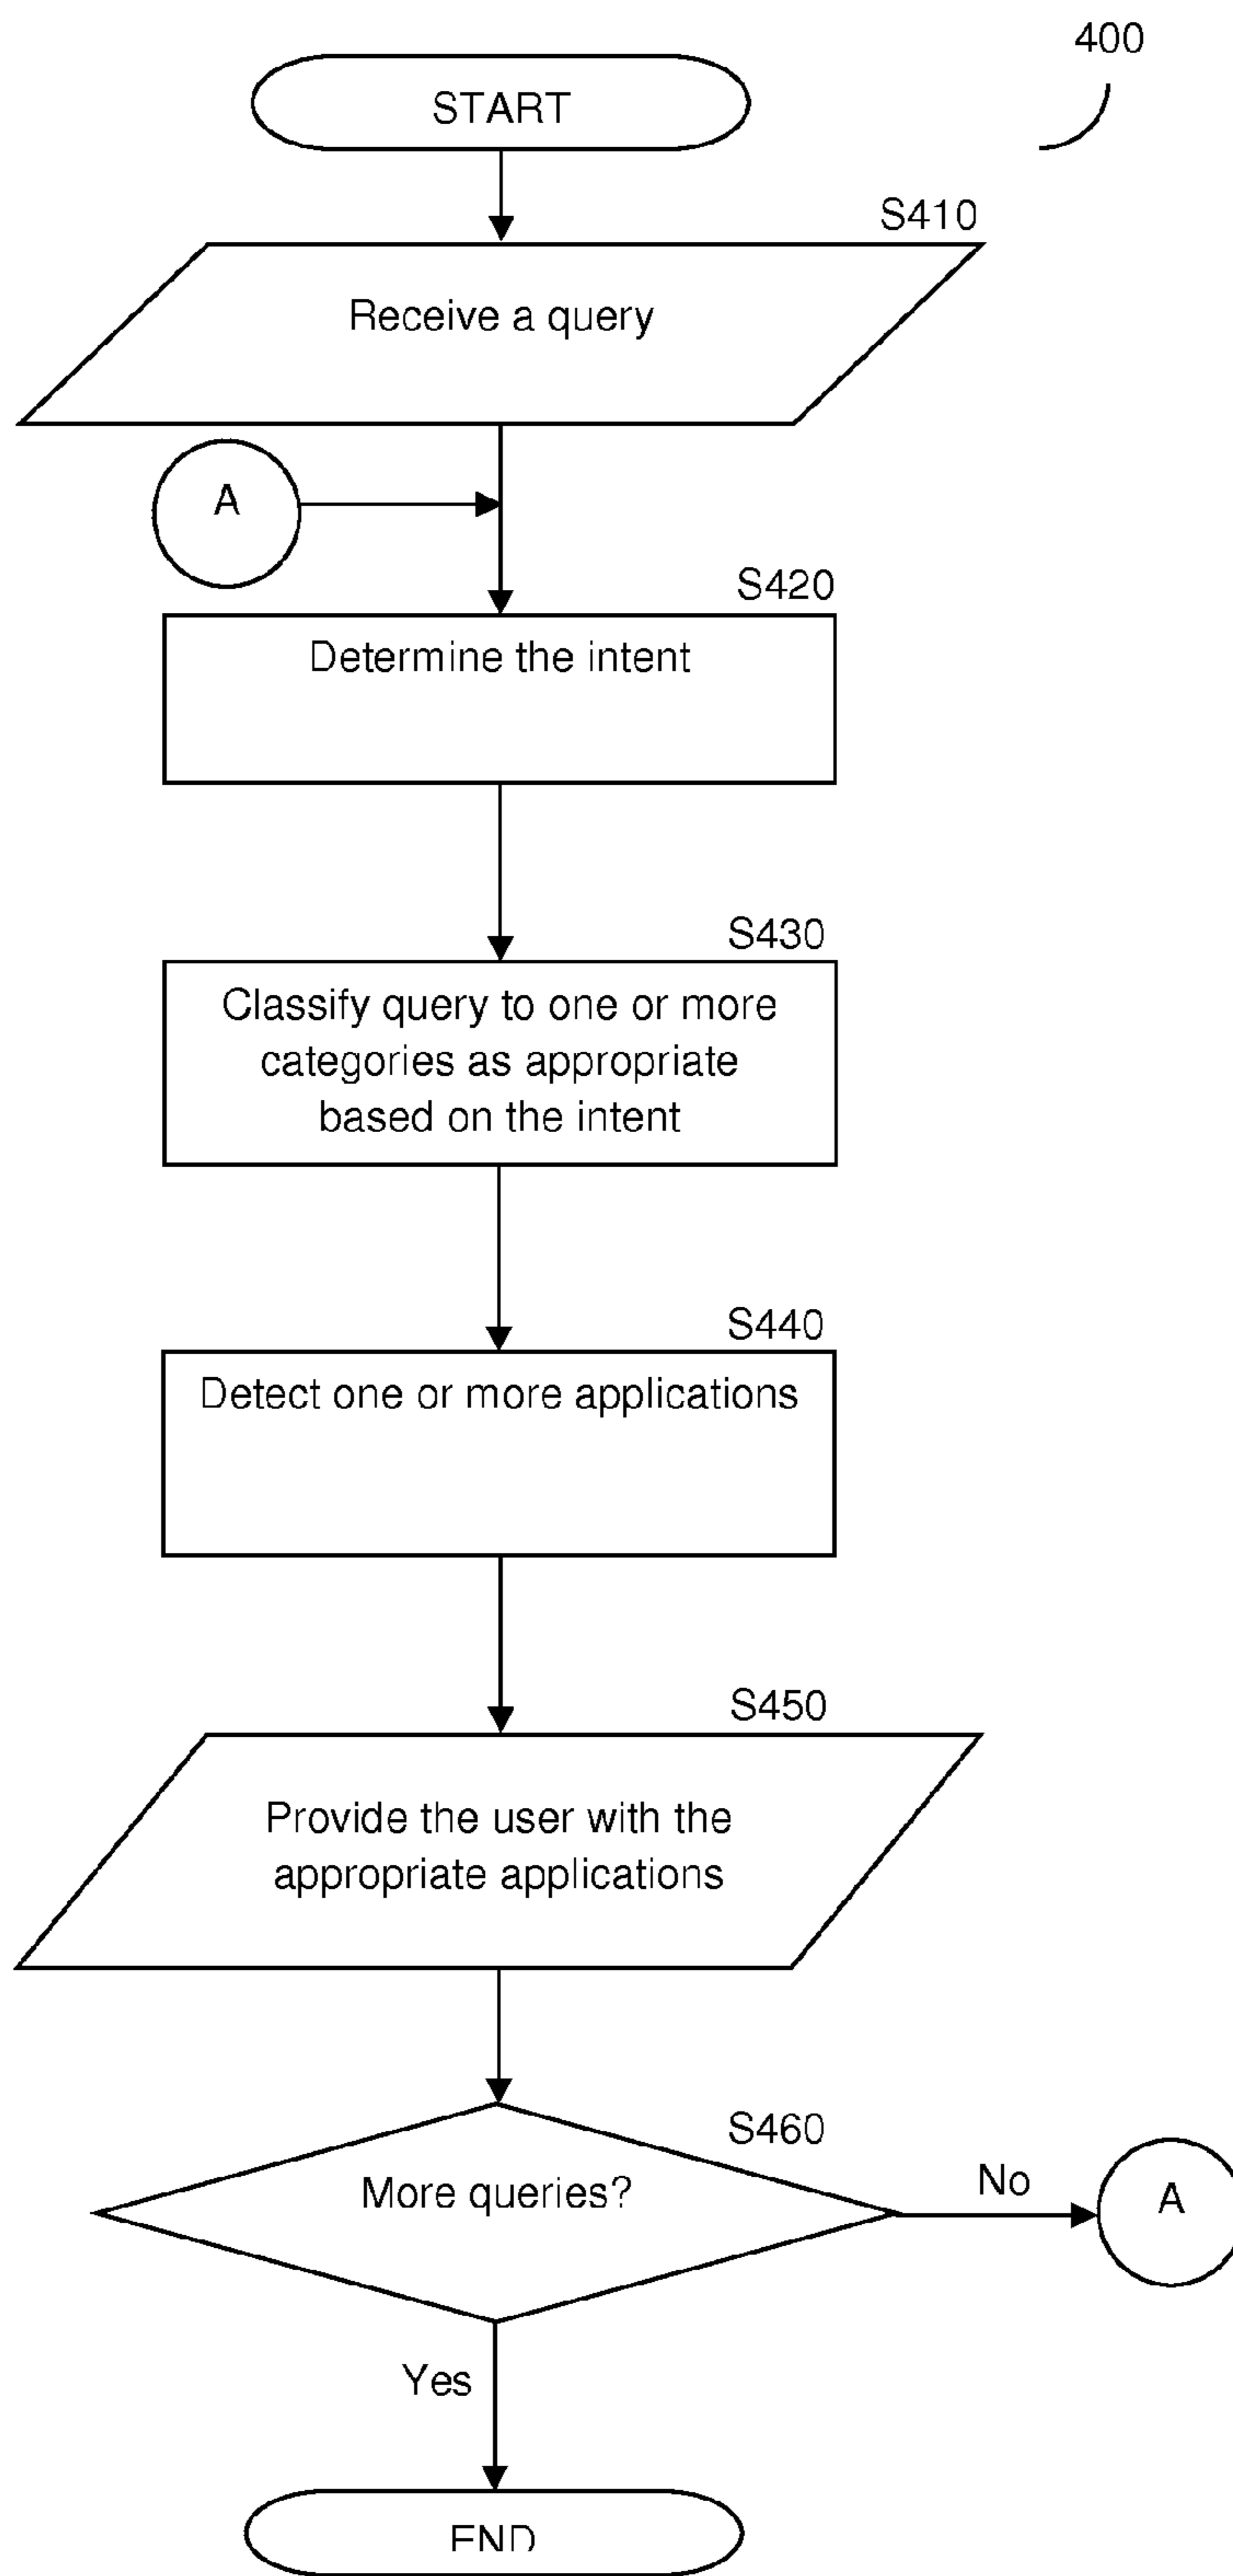 400
START
S410
Receive a query
A
S420
Determine the intent
S430
Classify query to one or more
categories as appropriate
based on the intent
S440
Detect one or more applications
S450
Provide the user with the
appropriate applications
S460
More queries?
No
A
Yes
END